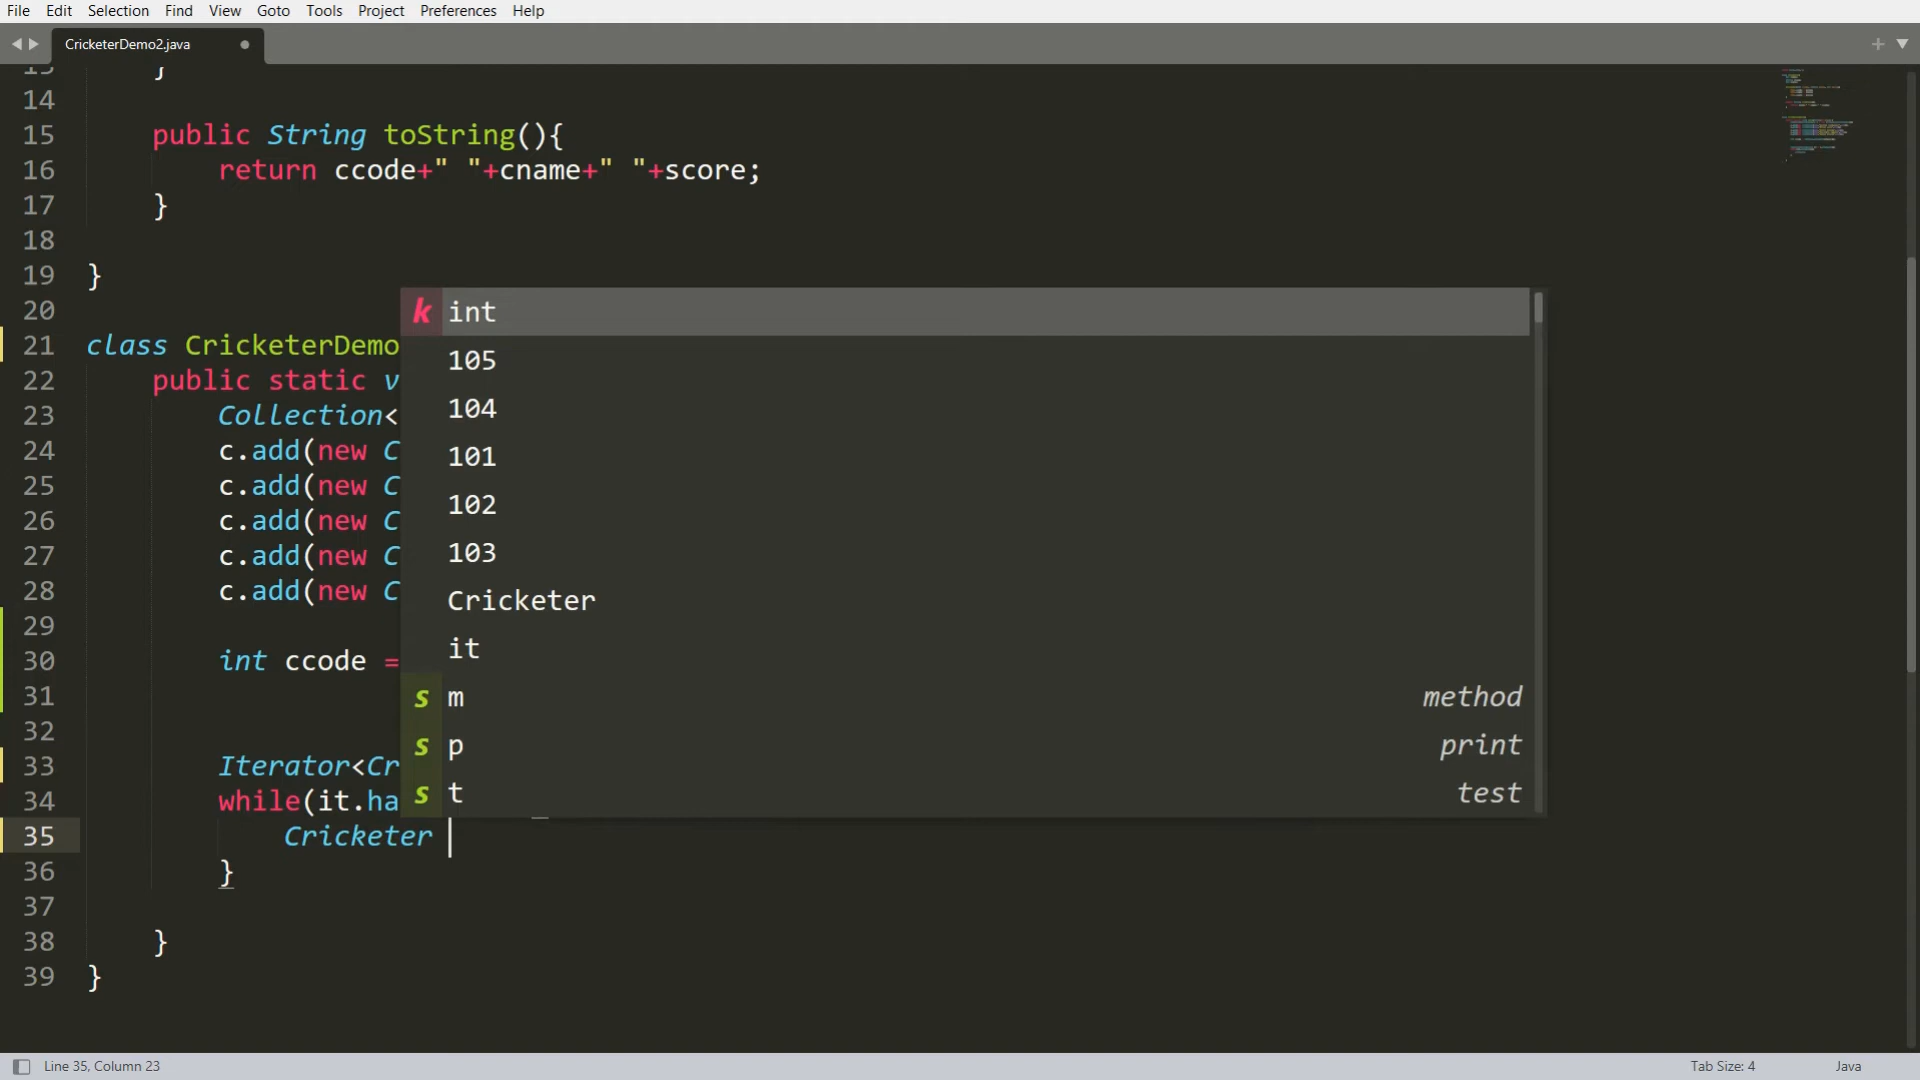 File Edit Selection Find View Goto Tools Project Preferences Help
CricketerDemo2.java
}
14
15 public String toString(){
16 return ccode+" "+cname+" "+score;
17 }
18
19 }
20
21 class CricketerDemo
22 public static v
23 Collection<
24 c.add(new C
25 c.add(new C
26 c.add(new C
27 c.add(new C
28 c.add(new C
29
30 int ccode =
31
32
33 Iterator<Cr
34 while(it.ha
35 Cricketer
36 }
37
38 }
39 }
k int
105
104
101
102
103
Cricketer
it
s m method
s p print
s t test
Line 35, Column 23 Tab Size: 4 Java